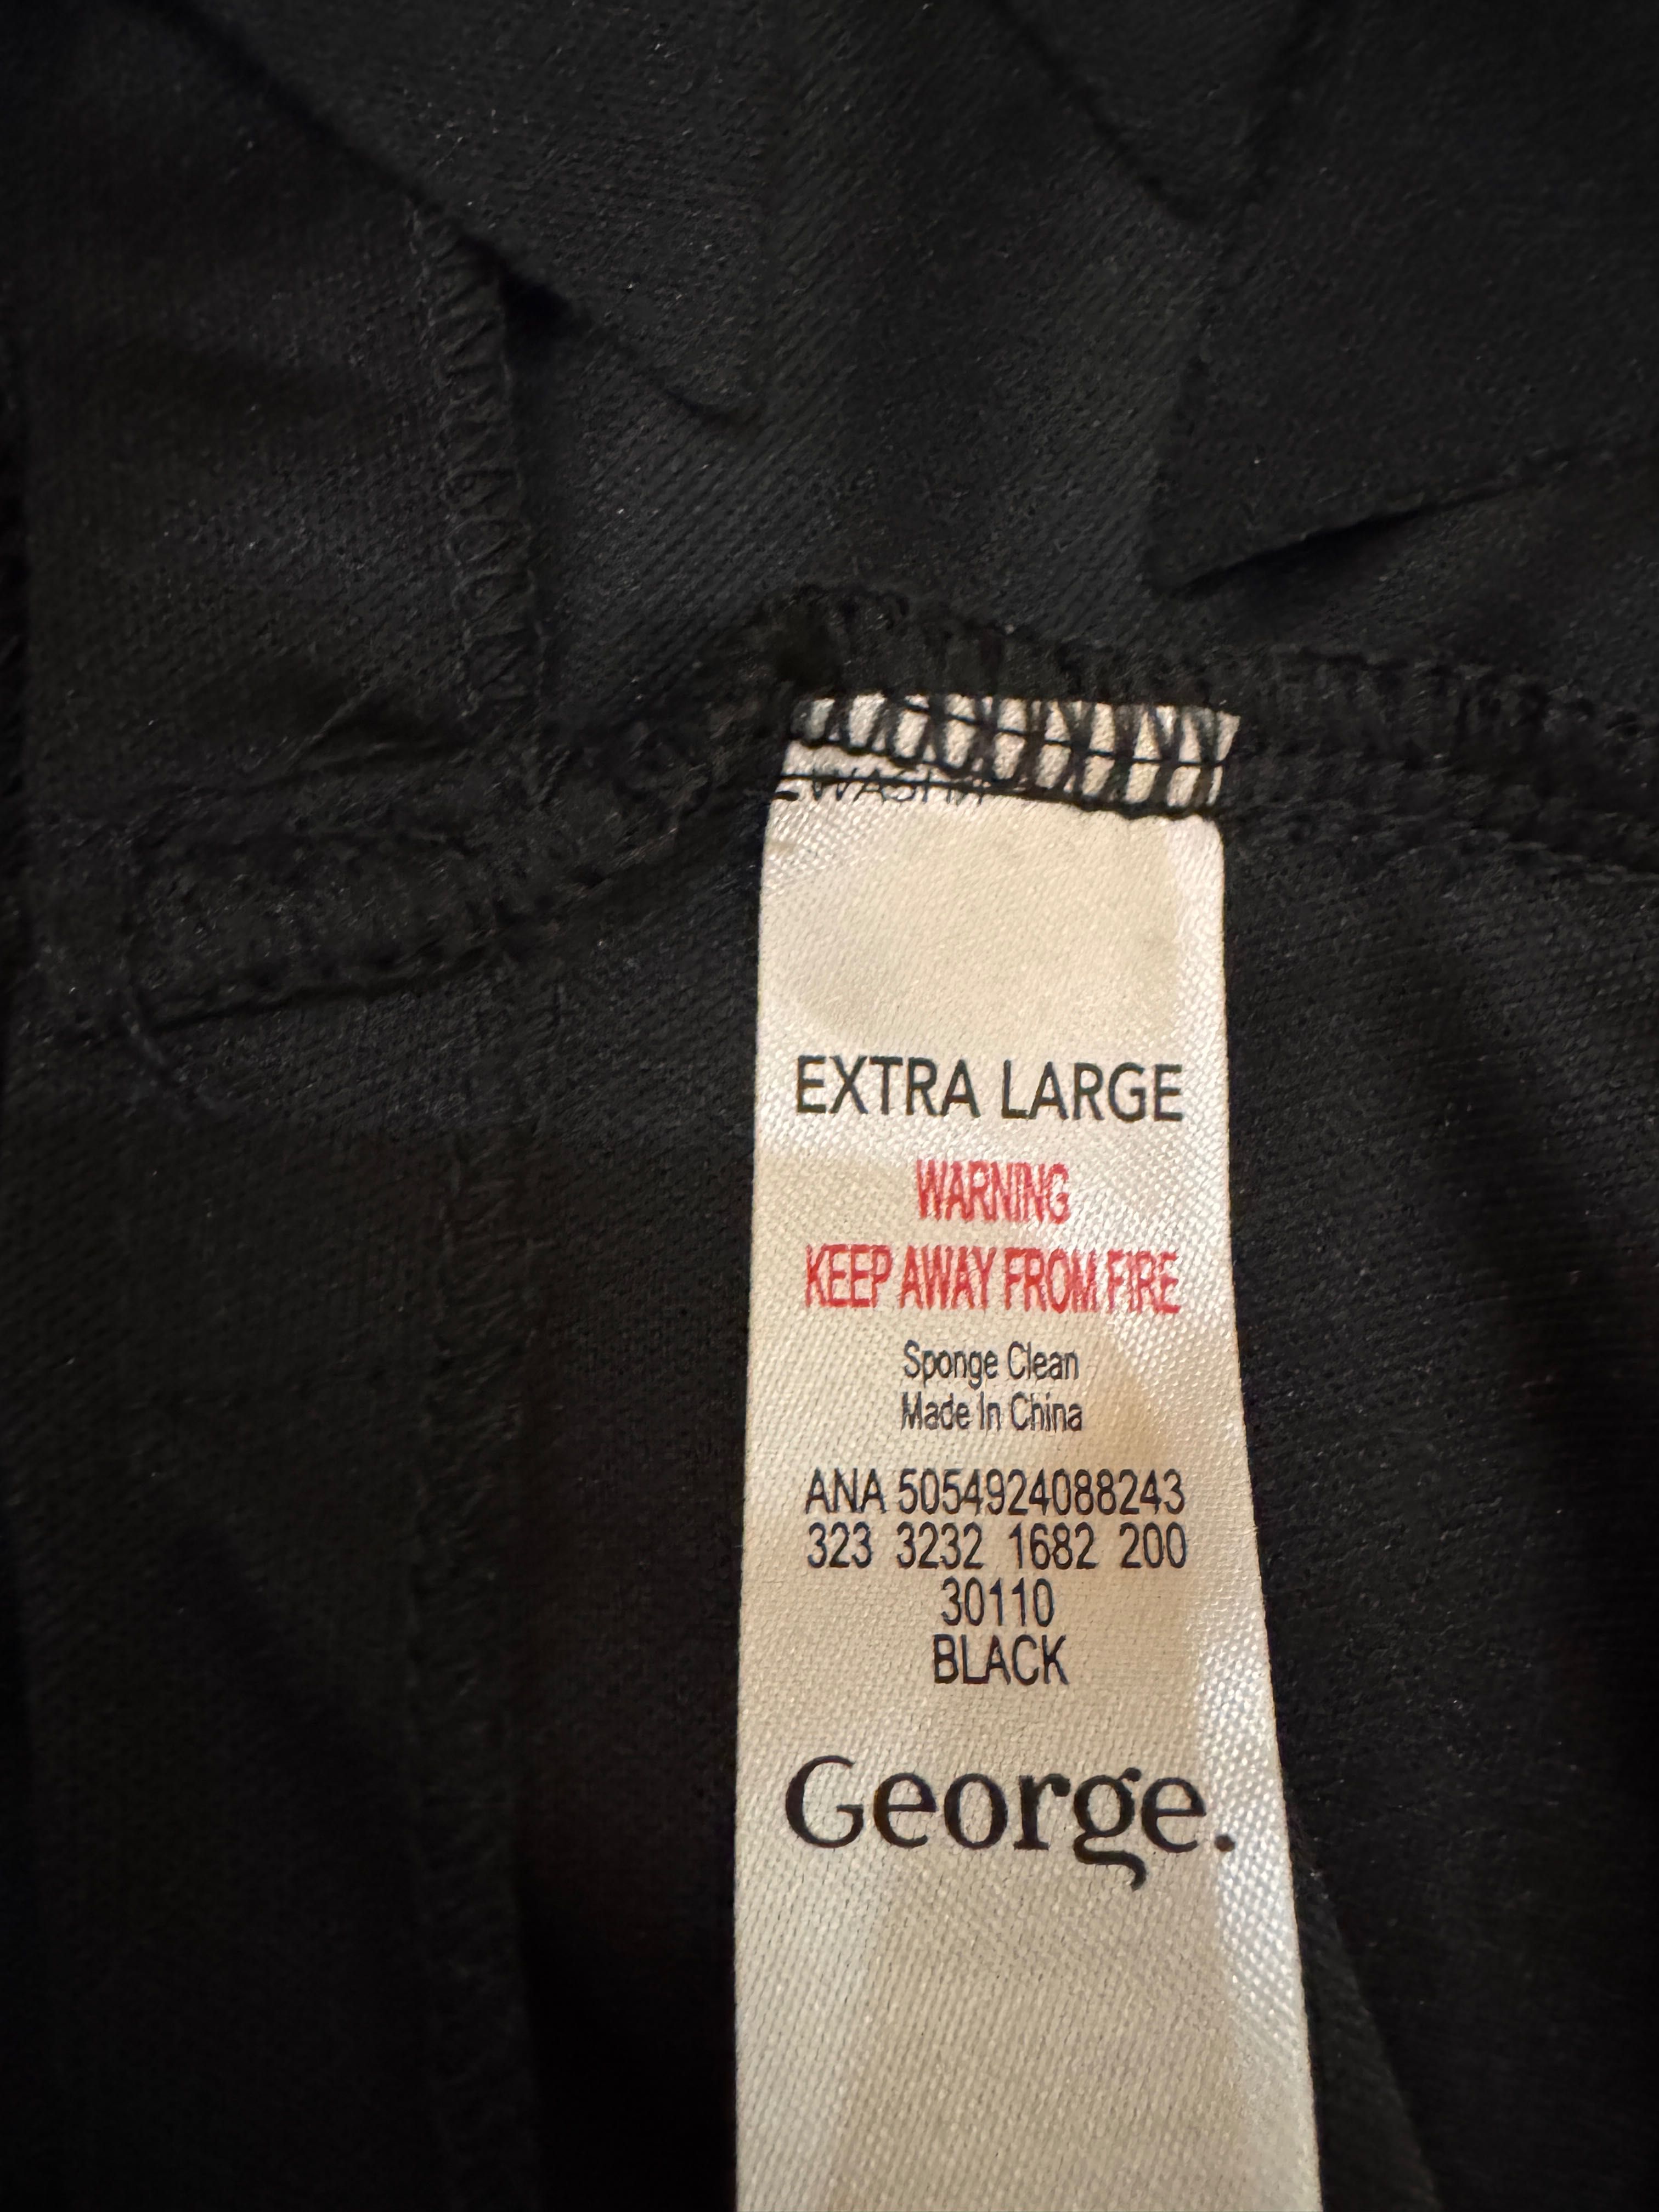 EXTRA LARGE
WARNING
KEEP AWAY FROM FIRE
Sponge Clean
Made In China
ANA 5054924088243
323 3232 1682 200
30110
BLACK
George.